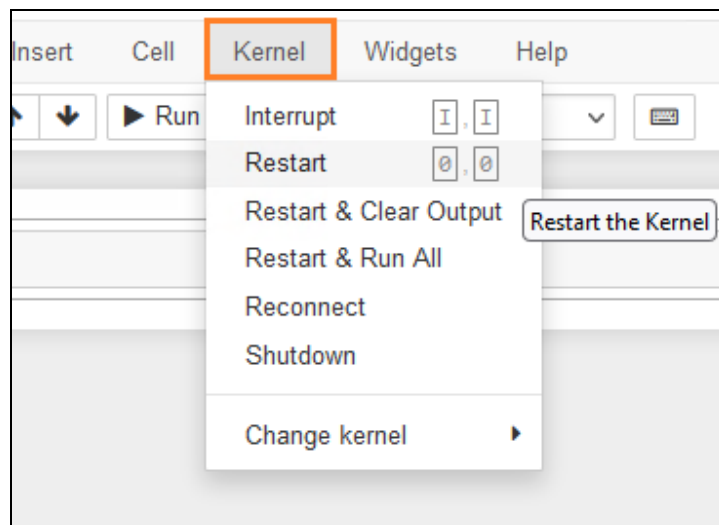 Insert Cell Kernel Widgets Help
Run
Interrupt I, I
Restart 0, 0
Restart & Clear Output
Restart the Kernel
Restart & Run All
Reconnect
Shutdown
Change kernel